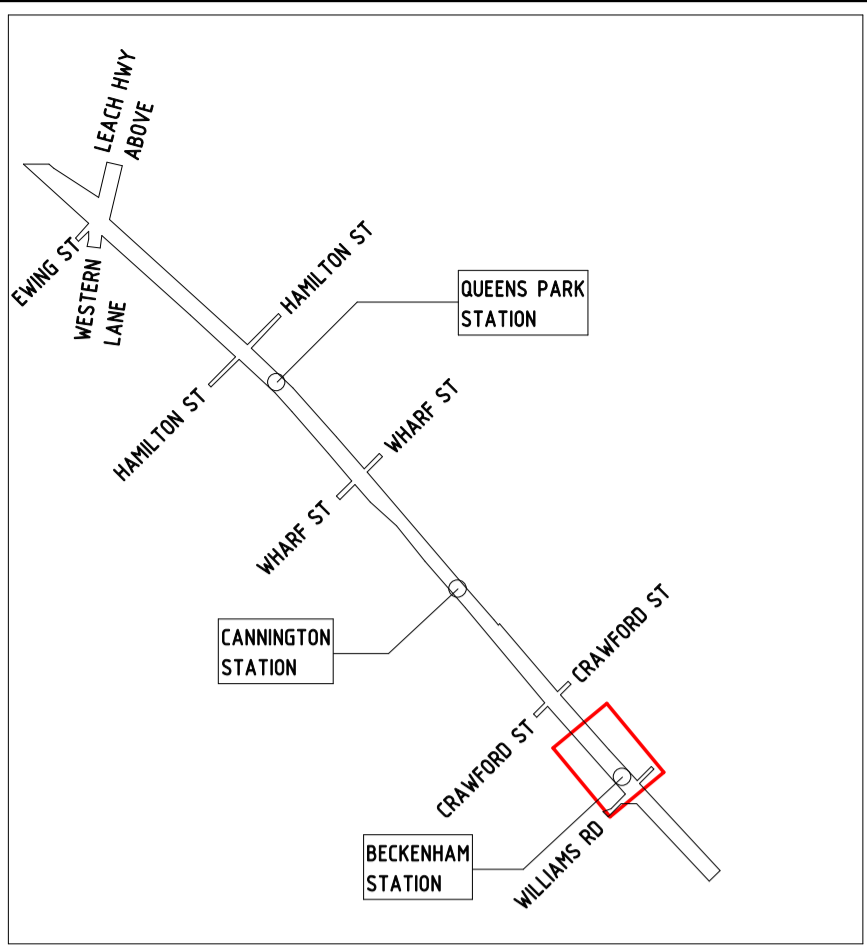 LEACH HWY
ABOVE
EWING ST
WESTERN
LANE
HAMILTON ST
QUEENS PARK
STATION
HAMILTON ST
WHARF ST
WHARF ST
CANNINGTON
STATION
CRAWFORD ST
CRAWFORD ST
BECKENHAM
STATION
WILLIAMS RD